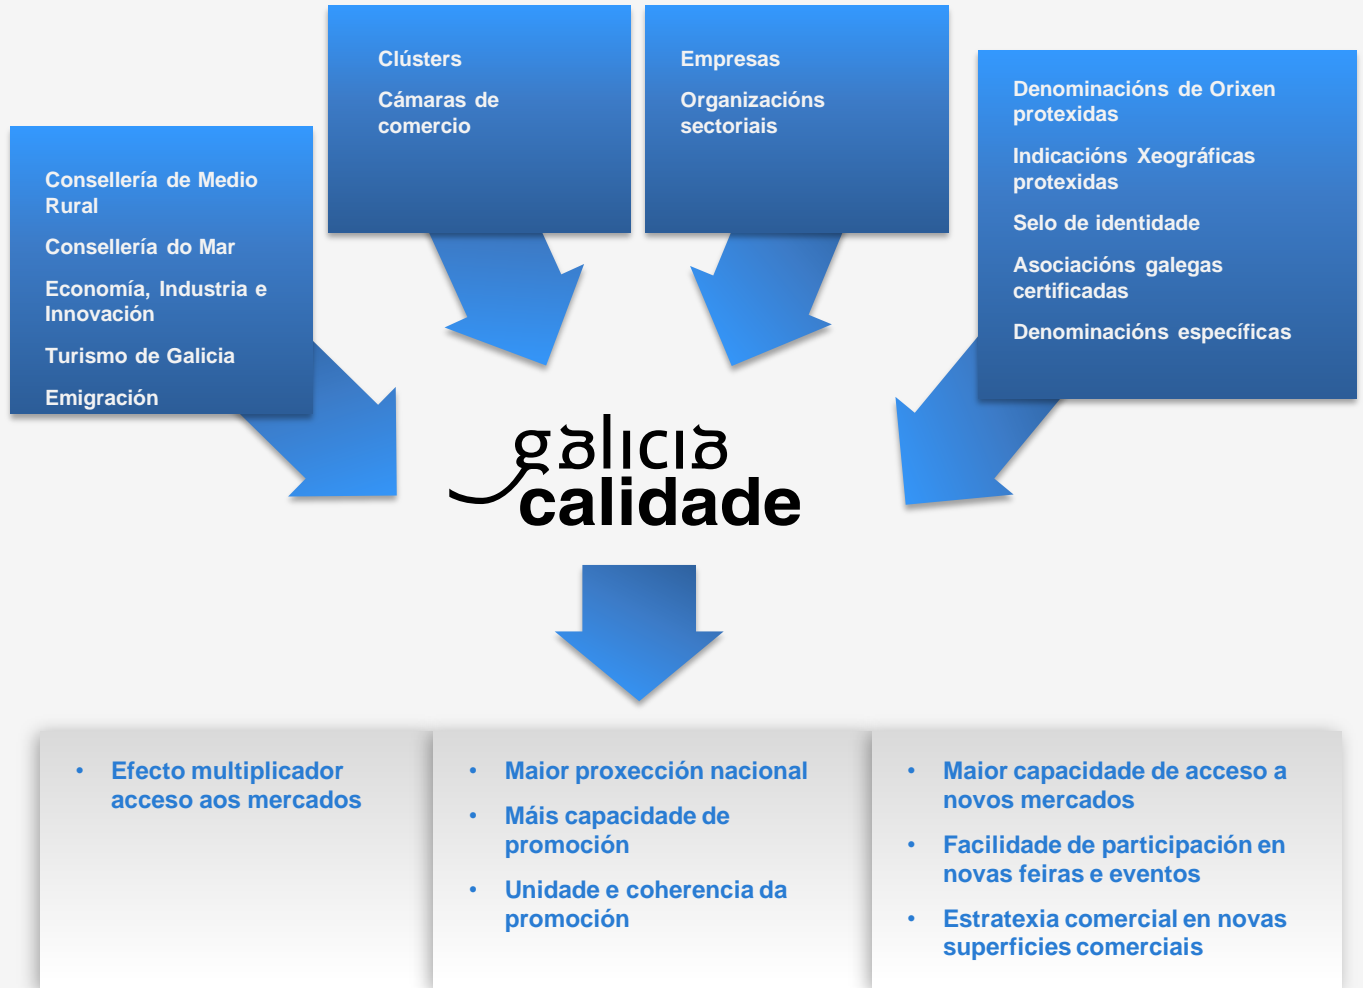 Clústers
Cámaras de
comercio
Empresas
Organizacións
sectoriais
Denominacións de Orixen
protexidas
Indicacións Xeográficas
protexidas
Selo de identidade
Asociacións galegas
certificadas
Denominacións específicas
Consellería de Medio
Rural
Consellería do Mar
Economía, Industria e
Innovación
Turismo de Galicia
Emigración
galicia
calidade
• Efecto multiplicador
acceso aos mercados
• Maior proxección nacional
• Máis capacidade de
promoción
• Unidade e coherencia da
promoción
• Maior capacidade de acceso a
novos mercados
• Facilidade de participación en
novas feiras e eventos
• Estratexia comercial en novas
superficies comerciais